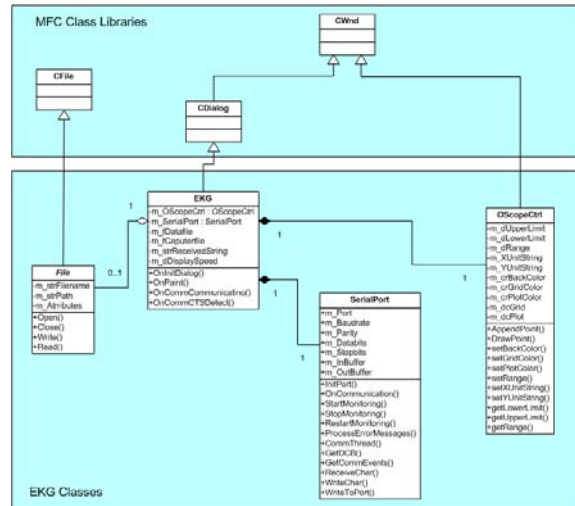 MFC Class Libraries
CWnd
CFile
CDialog
EKG
-m_OScopeCtrl : OScopeCtrl
-m_SerialPort : SerialPort
-m_fDatafile
-m_fCaputerfile
-m_strReceivedString
-m_dDisplaySpeed
+OnInitDialog()
+OnPaint()
+OnCommCommunicatino()
+OnCommCTSDetect()
1
0..1
1
1
1
1
File
-m_strFilename
-m_strPath
-m_Atributes
+Open()
+Close()
+Write()
+Read()
SerialPort
+m_Port
-m_Baudrate
-m_Parity
-m_Databits
-m_Stopbits
-m_InBuffer
-m_OutBuffer
+InitPort()
+OnCommunication()
+StartMonitoring()
+StopMonitoring()
+RestartMonitoring()
+ProcessErrorMessages()
+CommThread()
+GetDCB()
+GetCommEvents()
+ReceiveChar()
+WriteChar()
+WriteToPort()
OScopeCtrl
-m_dUpperLimit
-m_dLowerLimit
-m_dRange
-m_XUnitString
-m_YUnitString
-m_crBackColor
-m_crGridColor
-m_crPlotColor
-m_dcGrid
-m_dcPlot
+AppendPoint()
+DrawPoint()
+setBackColor()
+setGridColor()
+setPlotColor()
+setRange()
+setXUnitString()
+setYUnitString()
+getLowerLimit()
+getUpperLimit()
+getRange()
EKG Classes